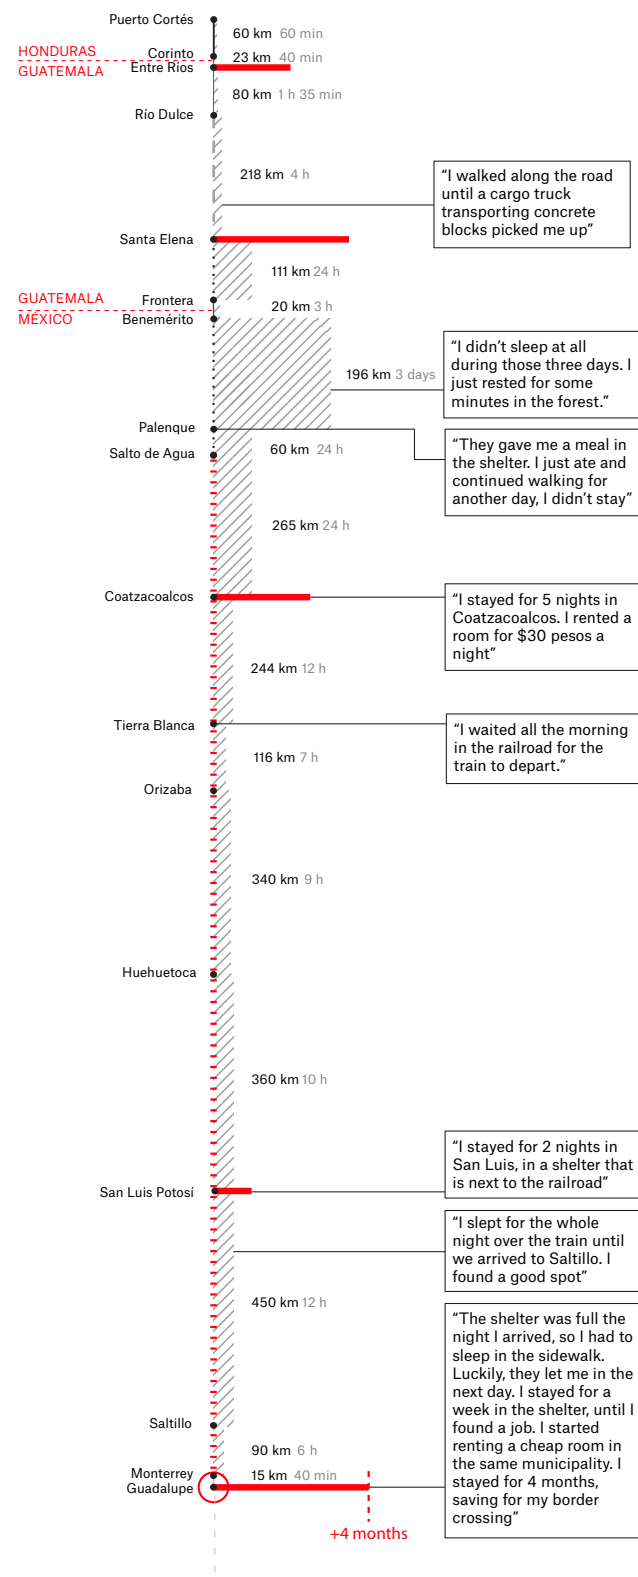 Puerto Cortés
60 km 60 min
HONDURAS
Corinto
23 km 40 min
GUATEMALA
Entre Ríos
80 km 1 h 35 min
Río Dulce
218 km 4 h
“I walked along the road
until a cargo truck
transporting concrete
blocks picked me up”
Santa Elena
111 km 24 h
GUATEMALA
Frontera
20 km 3 h
MÉXICO
Benemérito
“I didn’t sleep at all
during those three days. I
just rested for some
minutes in the forest.”
196 km 3 days
Palenque
60 km 24 h
Salto de Agua
“They gave me a meal in
the shelter. I just ate and
continued walking for
another day, I didn’t stay”
265 km 24 h
Coatzacoalcos
“I stayed for 5 nights in
Coatzacoalcos. I rented a
room for $30 pesos a
night”
244 km 12 h
Tierra Blanca
“I waited all the morning
in the railroad for the
train to depart.”
116 km 7 h
Orizaba
340 km 9 h
Huehuetoca
360 km 10 h
“I stayed for 2 nights in
San Luis, in a shelter that
is next to the railroad”
San Luis Potosí
“I slept for the whole
night over the train until
we arrived to Saltillo. I
found a good spot”
450 km 12 h
“The shelter was full the
night I arrived, so I had to
sleep in the sidewalk.
Luckily, they let me in the
next day. I stayed for a
week in the shelter, until I
found a job. I started
renting a cheap room in
the same municipality. I
stayed for 4 months,
saving for my border
crossing”
Saltillo
90 km 6 h
Monterrey
15 km 40 min
Guadalupe
+4 months